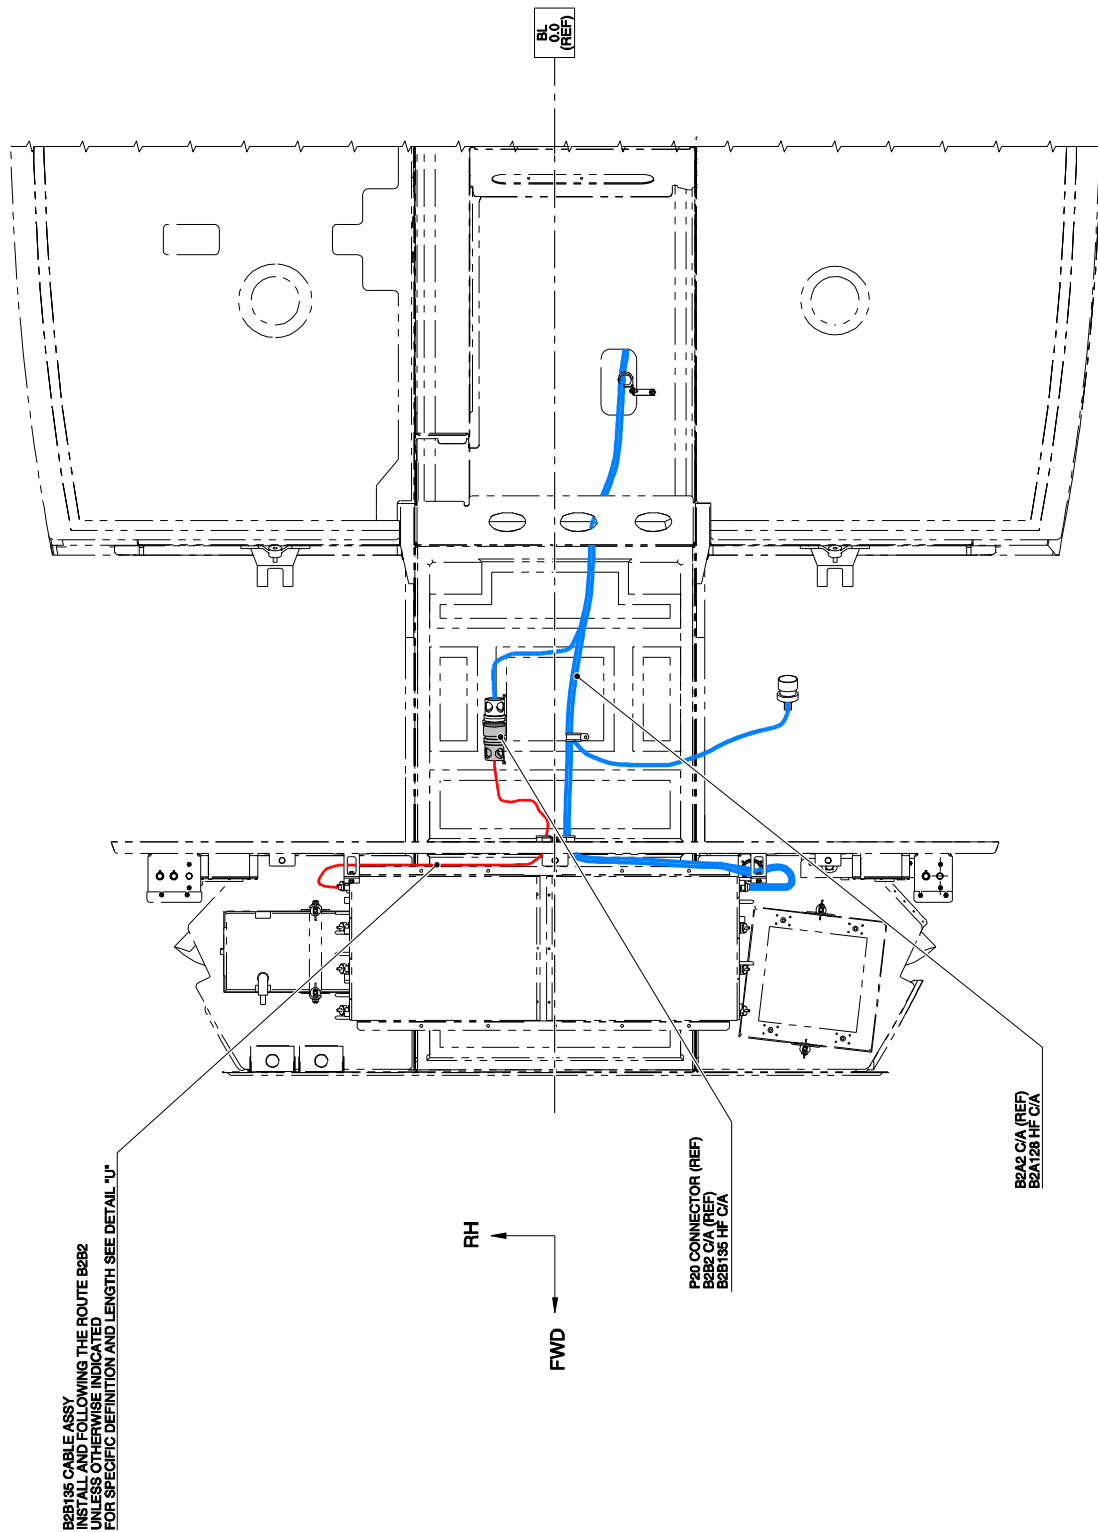 BL
0.0
(REF)
RH
FWD
B2B135 CABLE ASSY
INSTALL AND FOLLOWING THE ROUTE B2B2
UNLESS OTHERWISE INDICATED
FOR SPECIFIC DEFINITION AND LENGTH SEE DETAIL "U"
P20 CONNECTOR (REF)
B2B2 C/A (REF)
B2B135 HF C/A
B2A2 C/A (REF)
B2A128 HF C/A